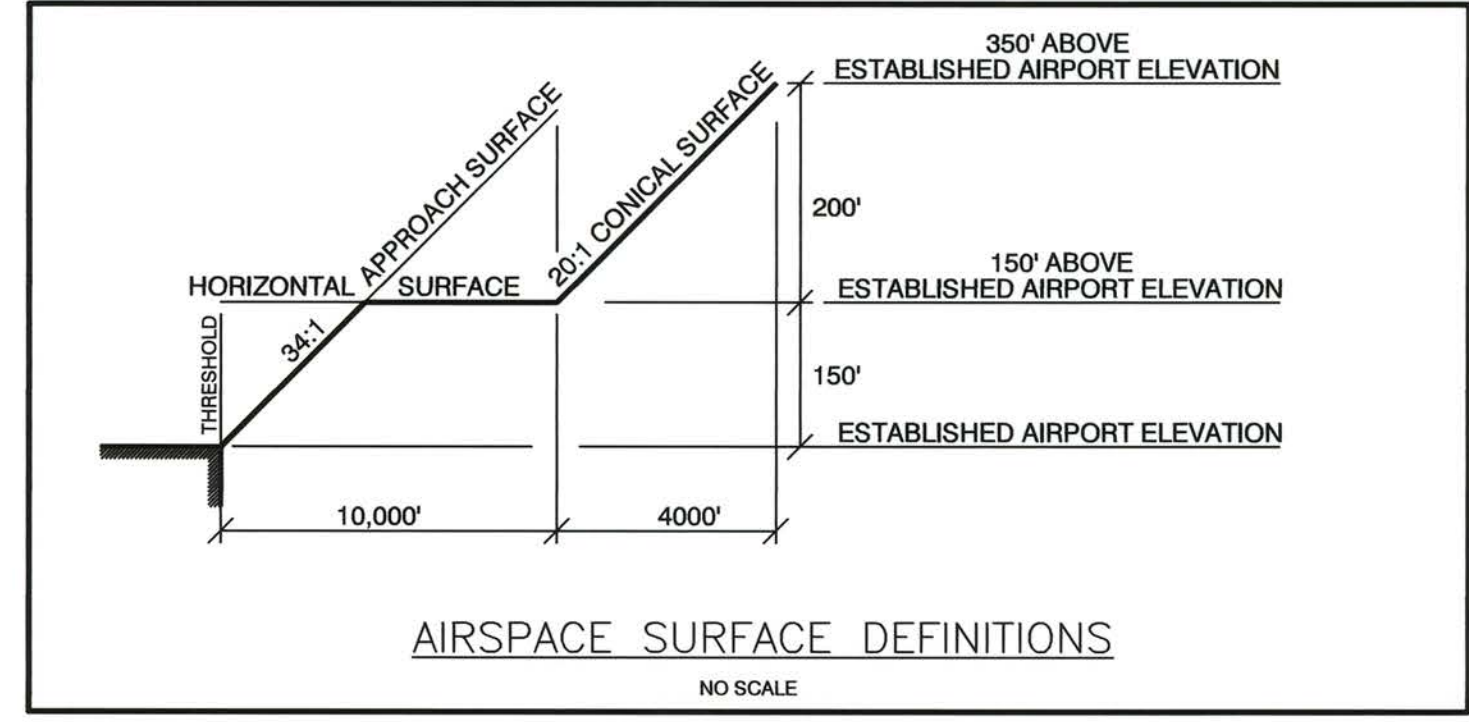 350' ABOVE
ESTABLISHED AIRPORT ELEVATION
APPROACH SURFACE
20:1 CONICAL SURFACE
200'
150' ABOVE
ESTABLISHED AIRPORT ELEVATION
HORIZONTAL SURFACE
THRESHOLD
34:1
150'
ESTABLISHED AIRPORT ELEVATION
10,000'
4000'
AIRSPACE SURFACE DEFINITIONS
NO SCALE